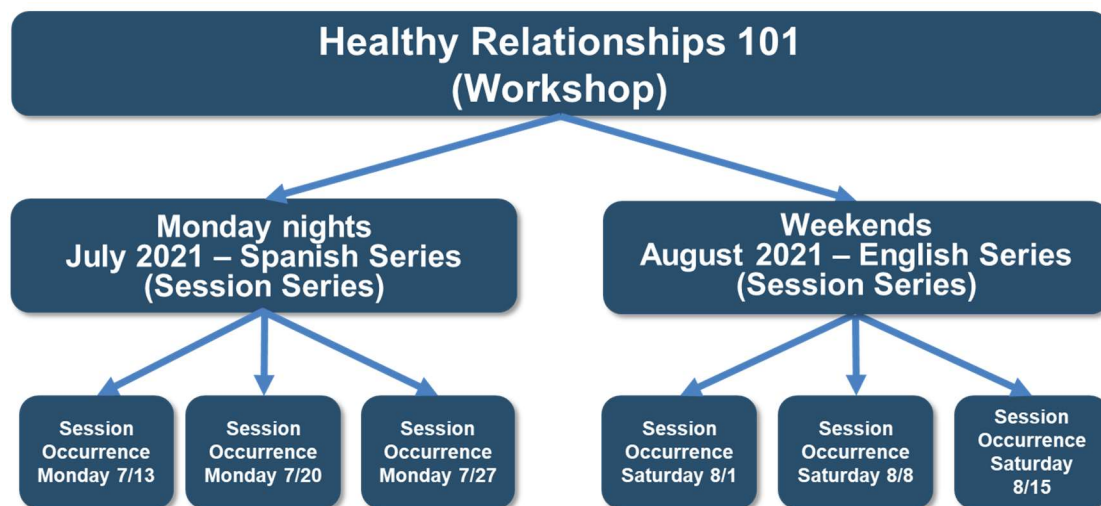 Healthy Relationships 101
(Workshop)
Monday nights
July 2021 – Spanish Series
(Session Series)
Weekends
August 2021 – English Series
(Session Series)
Session
Occurrence
Monday 7/13
Session
Occurrence
Monday 7/20
Session
Occurrence
Monday 7/27
Session
Occurrence
Saturday 8/1
Session
Occurrence
Saturday 8/8
Session
Occurrence
Saturday
8/15